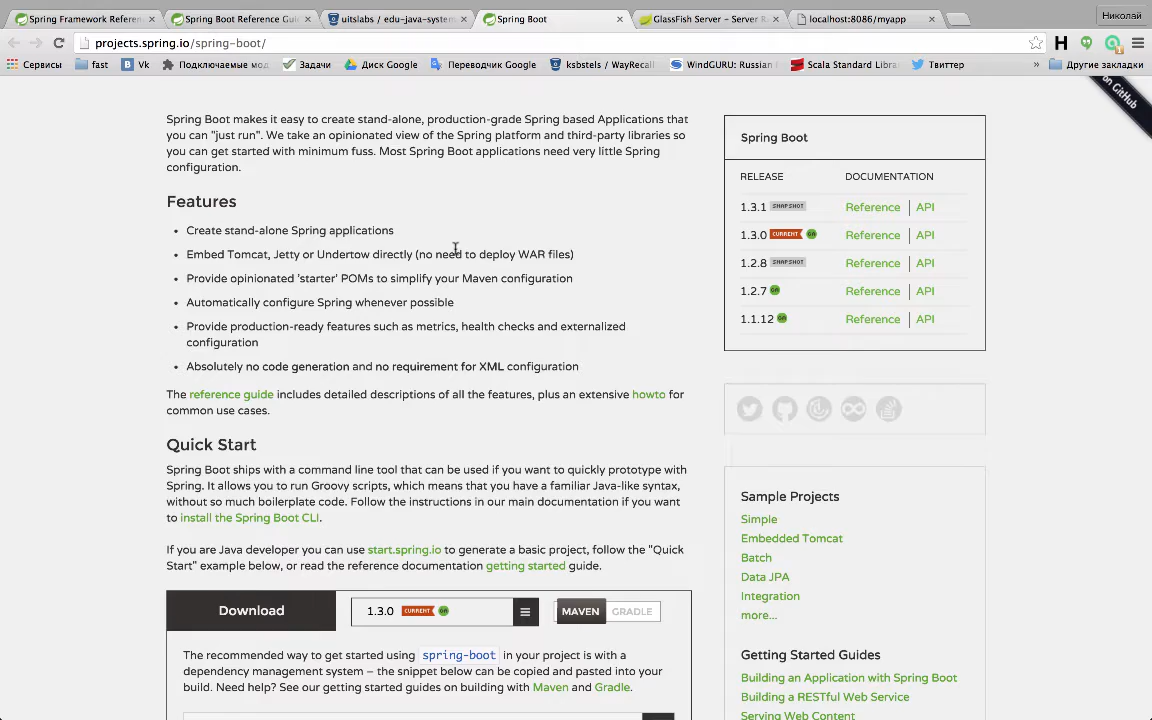 Spring Framework Referen
Spring Boot Reference Gui
uitslabs / edu-java-system
Spring Boot
GlassFish Server – Server R
localhost:8086/myapp
Николай
projects.spring.io/spring-boot/
Сервисы
fast
Vk
Подключаемые мод
Задачи
Диск Google
Переводчик Google
ksbstels / WayRecall
WindGURU: Russian
Scala Standard Libra
Твиттер
»
Другие закладки
on GitHub
Spring Boot makes it easy to create stand-alone, production-grade Spring based Applications that
you can "just run". We take an opinionated view of the Spring platform and third-party libraries so
you can get started with minimum fuss. Most Spring Boot applications need very little Spring
configuration.
Features
• Create stand-alone Spring applications
• Embed Tomcat, Jetty or Undertow directly (no need to deploy WAR files)
• Provide opinionated 'starter' POMs to simplify your Maven configuration
• Automatically configure Spring whenever possible
• Provide production-ready features such as metrics, health checks and externalized
configuration
• Absolutely no code generation and no requirement for XML configuration
The reference guide includes detailed descriptions of all the features, plus an extensive howto for
common use cases.
Quick Start
Spring Boot ships with a command line tool that can be used if you want to quickly prototype with
Spring. It allows you to run Groovy scripts, which means that you have a familiar Java-like syntax,
without so much boilerplate code. Follow the instructions in our main documentation if you want
to install the Spring Boot CLI.
If you are Java developer you can use start.spring.io to generate a basic project, follow the "Quick
Start" example below, or read the reference documentation getting started guide.
Download
1.3.0 CURRENT GA
MAVEN GRADLE
The recommended way to get started using spring-boot in your project is with a
dependency management system – the snippet below can be copied and pasted into your
build. Need help? See our getting started guides on building with Maven and Gradle.
Spring Boot
RELEASE DOCUMENTATION
1.3.1 SNAPSHOT Reference | API
1.3.0 CURRENT GA Reference | API
1.2.8 SNAPSHOT Reference | API
1.2.7 GA Reference | API
1.1.12 GA Reference | API
Sample Projects
Simple
Embedded Tomcat
Batch
Data JPA
Integration
more...
Getting Started Guides
Building an Application with Spring Boot
Building a RESTful Web Service
Serving Web Content